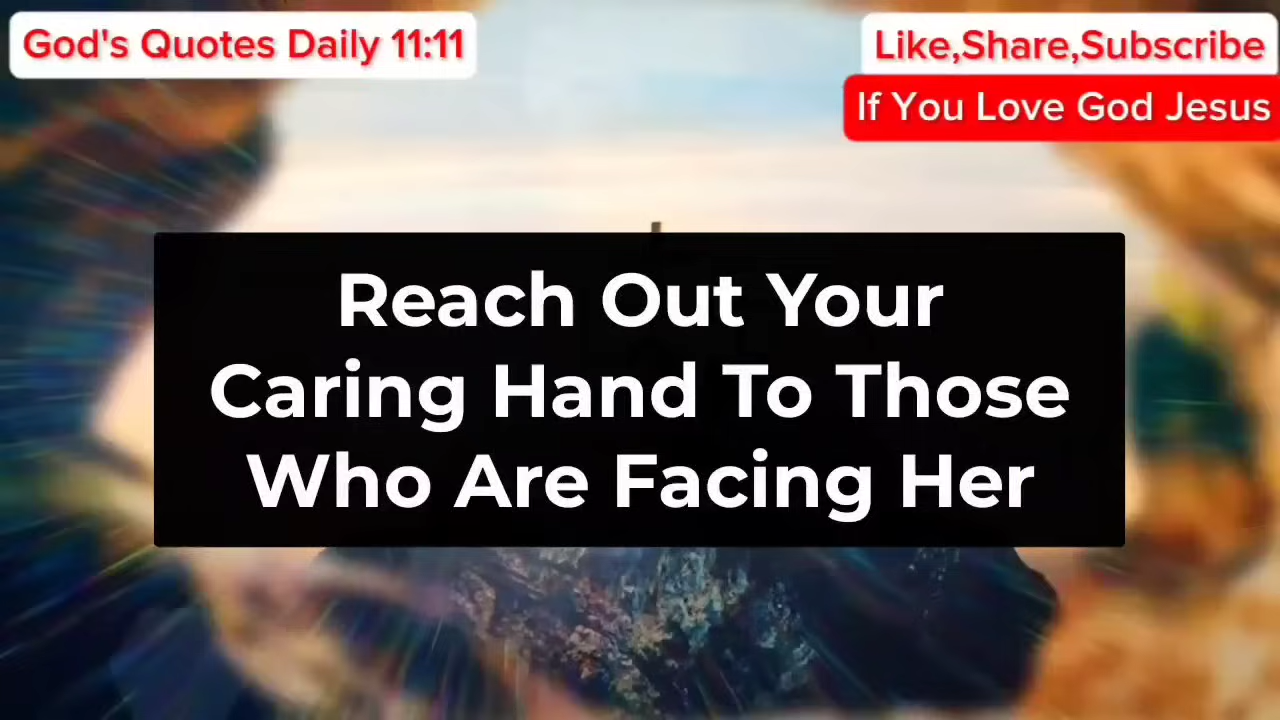 God's Quotes Daily 11:11
Like,Share,Subscribe
If You Love God Jesus
Reach Out Your
Caring Hand To Those
Who Are Facing Her